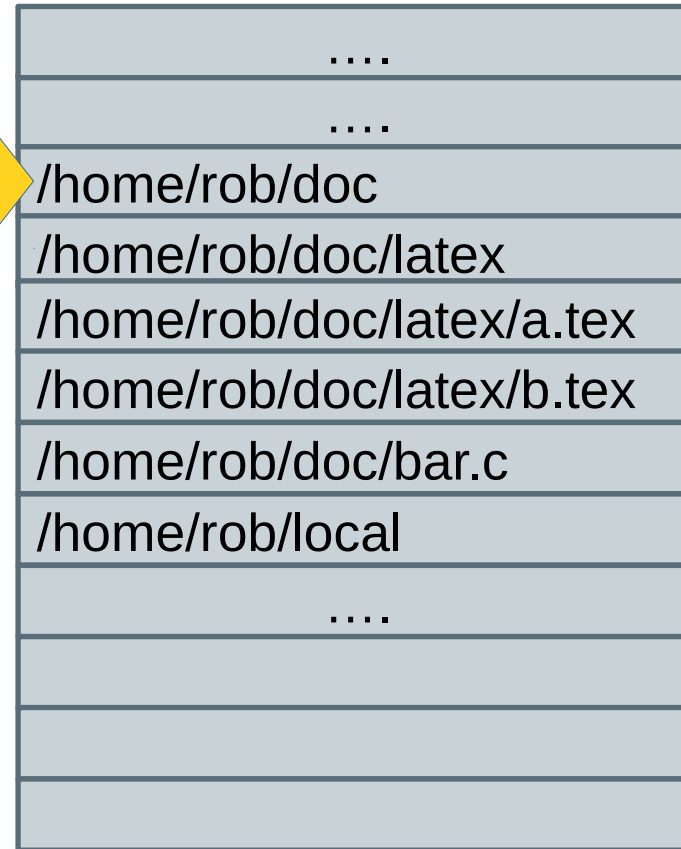 ....
....
/home/rob/doc
/home/rob/doc/latex
/home/rob/doc/latex/a.tex
/home/rob/doc/latex/b.tex
/home/rob/doc/bar.c
/home/rob/local
....